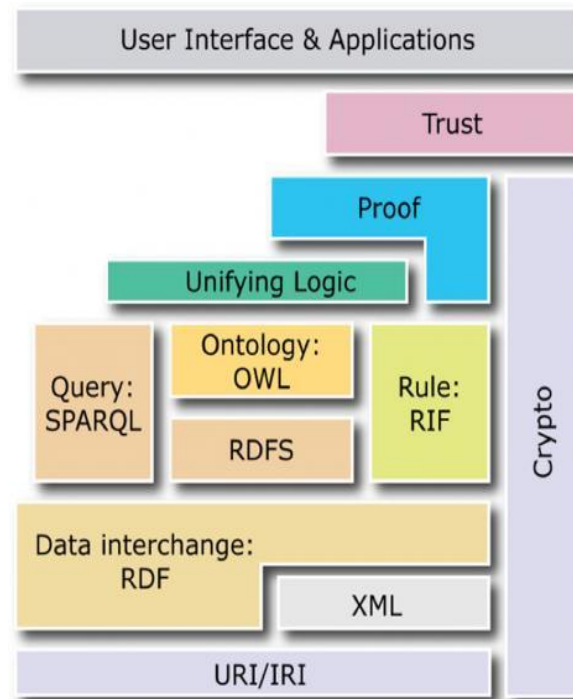 User Interface & Applications
Trust
Proof
Unifying Logic
Query:
SPARQL
Ontology:
OWL
RDFS
Rule:
RIF
Crypto
Data interchange:
RDF
XML
URI/IRI